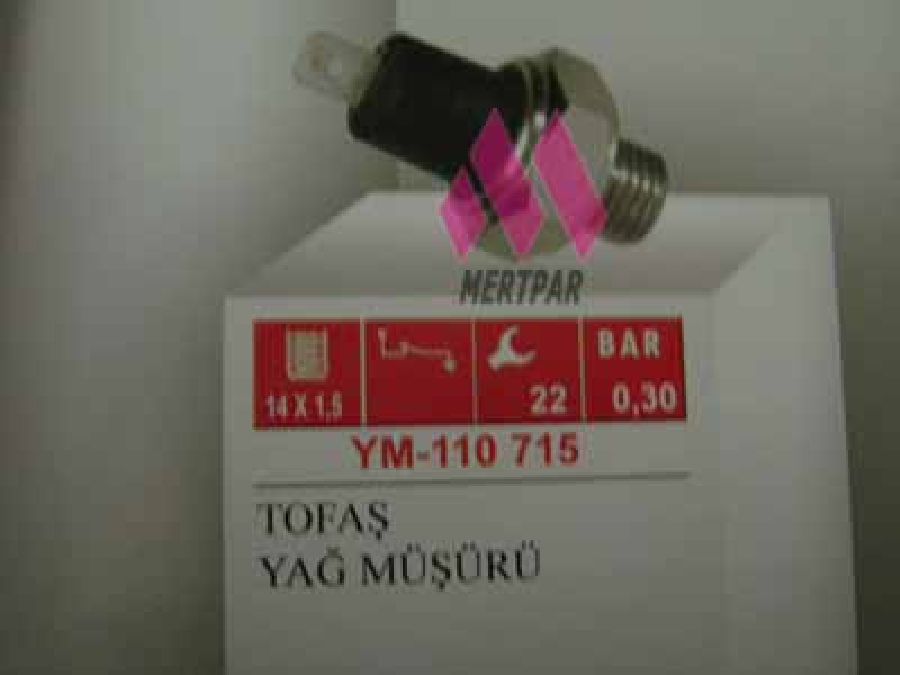 MERTPAR
14 X 1,5
22
BAR
0,30
YM-110 715
TOFAŞ
YAĞ MÜŞÜRÜ